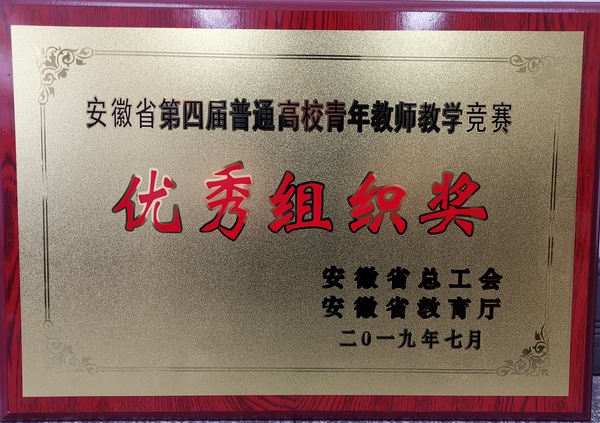 安徽省第四届普通高校青年教师教学竞赛
优秀组织奖
安徽省总工会
安徽省教育厅
二0一九年七月